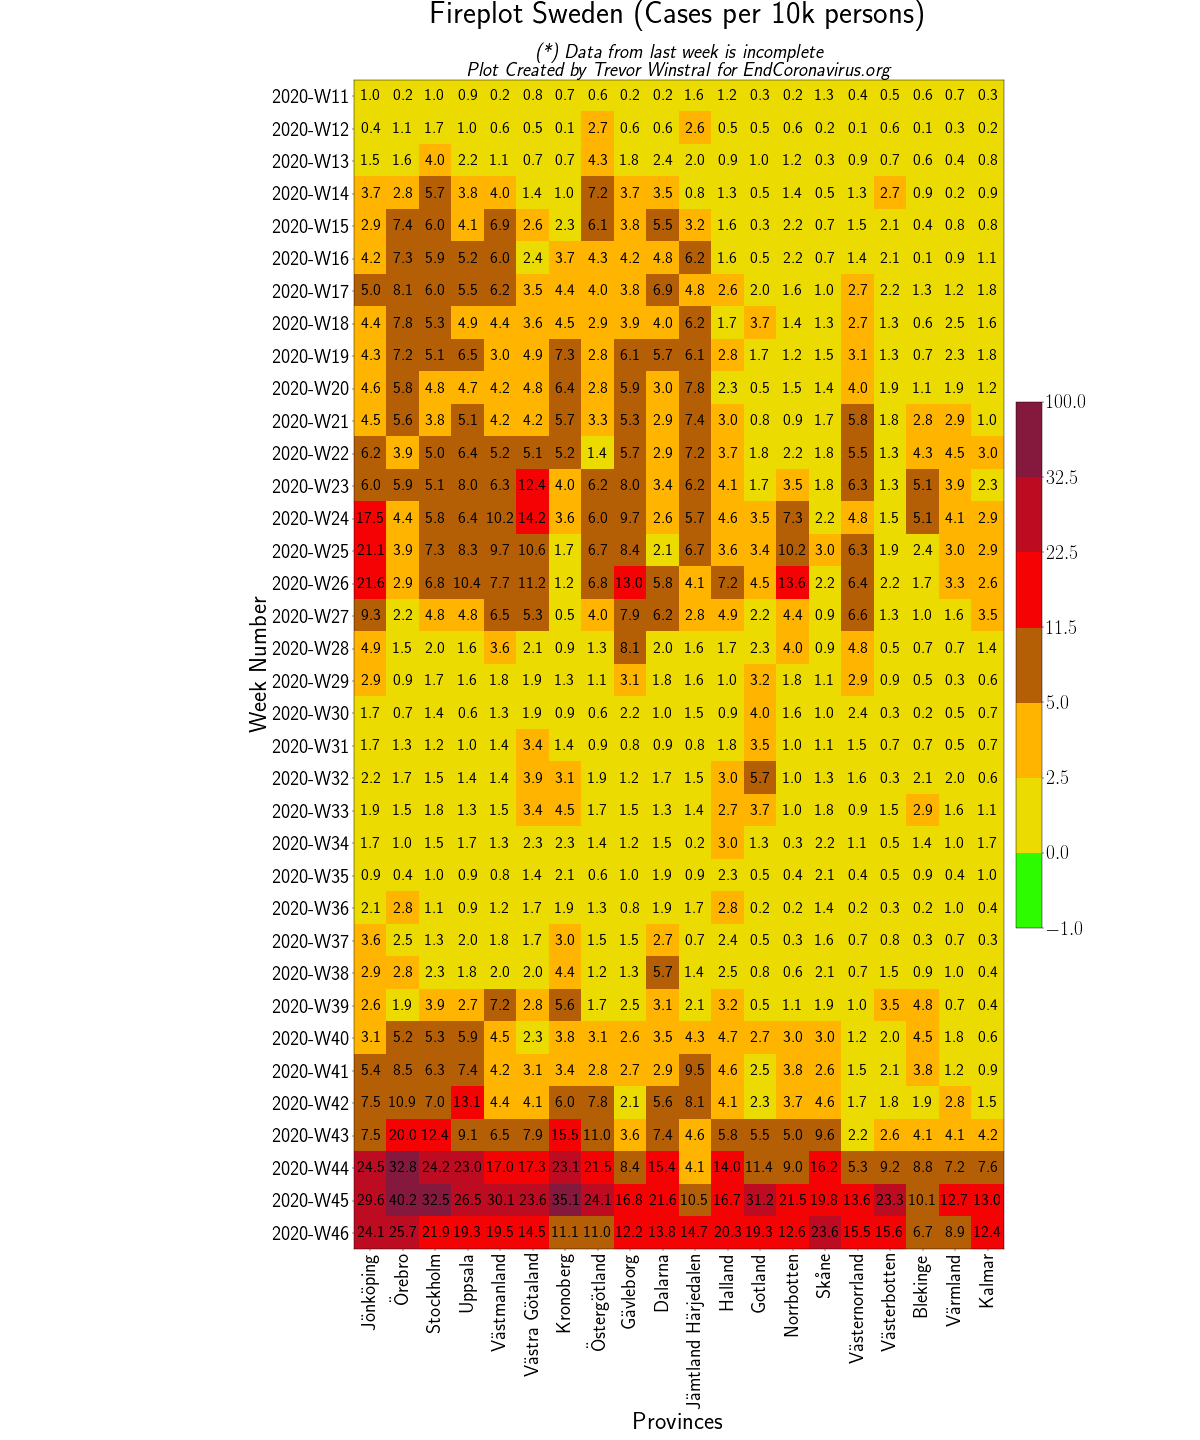 Fireplot Sweden (Cases per 10k persons)
(*) Data from last week is incomplete
Plot Created by Trevor Winstral for EndCoronavirus.org
2020-W11 1.0 0.2 1.0 0.9 0.2 0.8 0.7 0.6 0.2 0.2 1.6 1.2 0.3 0.2 1.3 0.4 0.5 0.6 0.7 0.3
2020-W12 0.4 1.1 1.7 1.0 0.6 0.5 0.1 2.7 0.6 0.6 2.6 0.5 0.5 0.6 0.2 0.1 0.6 0.1 0.3 0.2
2020-W13 1.5 1.6 4.0 2.2 1.1 0.7 0.7 4.3 1.8 2.4 2.0 0.9 1.0 1.2 0.3 0.9 0.7 0.6 0.4 0.8
2020-W14 3.7 2.8 5.7 3.8 4.0 1.4 1.0 7.2 3.7 3.5 0.8 1.3 0.5 1.4 0.5 1.3 2.7 0.9 0.2 0.9
2020-W15 2.9 7.4 6.0 4.1 6.9 2.6 2.3 6.1 3.8 5.5 3.2 1.6 0.3 2.2 0.7 1.5 2.1 0.4 0.8 0.8
2020-W16 4.2 7.3 5.9 5.2 6.0 2.4 3.7 4.3 4.2 4.8 6.2 1.6 0.5 2.2 0.7 1.4 2.1 0.1 0.9 1.1
2020-W17 5.0 8.1 6.0 5.5 6.2 3.5 4.4 4.0 3.8 6.9 4.8 2.6 2.0 1.6 1.0 2.7 2.2 1.3 1.2 1.8
2020-W18 4.4 7.8 5.3 4.9 4.4 3.6 4.5 2.9 3.9 4.0 6.2 1.7 3.7 1.4 1.3 2.7 1.3 0.6 2.5 1.6
2020-W19 4.3 7.2 5.1 6.5 3.0 4.9 7.3 2.8 6.1 5.7 6.1 2.8 1.7 1.2 1.5 3.1 1.3 0.7 2.3 1.8
2020-W20 4.6 5.8 4.8 4.7 4.2 4.8 6.4 2.8 5.9 3.0 7.8 2.3 0.5 1.5 1.4 4.0 1.9 1.1 1.9 1.2
2020-W21 4.5 5.6 3.8 5.1 4.2 4.2 5.7 3.3 5.3 2.9 7.4 3.0 0.8 0.9 1.7 5.8 1.8 2.8 2.9 1.0
2020-W22 6.2 3.9 5.0 6.4 5.2 5.1 5.2 1.4 5.7 2.9 7.2 3.7 1.8 2.2 1.8 5.5 1.3 4.3 4.5 3.0
2020-W23 6.0 5.9 5.1 8.0 6.3 12.4 4.0 6.2 8.0 3.4 6.2 4.1 1.7 3.5 1.8 6.3 1.3 5.1 3.9 2.3
2020-W24 17.5 4.4 5.8 6.4 10.2 14.2 3.6 6.0 9.7 2.6 5.7 4.6 3.5 7.3 2.2 4.8 1.5 5.1 4.1 2.9
2020-W25 21.1 3.9 7.3 8.3 9.7 10.6 1.7 6.7 8.4 2.1 6.7 3.6 3.4 10.2 3.0 6.3 1.9 2.4 3.0 2.9
2020-W26 21.6 2.9 6.8 10.4 7.7 11.2 1.2 6.8 13.0 5.8 4.1 7.2 4.5 13.6 2.2 6.4 2.2 1.7 3.3 2.6
2020-W27 9.3 2.2 4.8 4.8 6.5 5.3 0.5 4.0 7.9 6.2 2.8 4.9 2.2 4.4 0.9 6.6 1.3 1.0 1.6 3.5
2020-W28 4.9 1.5 2.0 1.6 3.6 2.1 0.9 1.3 8.1 2.0 1.6 1.7 2.3 4.0 0.9 4.8 0.5 0.7 0.7 1.4
2020-W29 2.9 0.9 1.7 1.6 1.8 1.9 1.3 1.1 3.1 1.8 1.6 1.0 3.2 1.8 1.1 2.9 0.9 0.5 0.3 0.6
2020-W30 1.7 0.7 1.4 0.6 1.3 1.9 0.9 0.6 2.2 1.0 1.5 0.9 4.0 1.6 1.0 2.4 0.3 0.2 0.5 0.7
2020-W31 1.7 1.3 1.2 1.0 1.4 3.4 1.4 0.9 0.8 0.9 0.8 1.8 3.5 1.0 1.1 1.5 0.7 0.7 0.5 0.7
2020-W32 2.2 1.7 1.5 1.4 1.4 3.9 3.1 1.9 1.2 1.7 1.5 3.0 5.7 1.0 1.3 1.6 0.3 2.1 2.0 0.6
2020-W33 1.9 1.5 1.8 1.3 1.5 3.4 4.5 1.7 1.5 1.3 1.4 2.7 3.7 1.0 1.8 0.9 1.5 2.9 1.6 1.1
2020-W34 1.7 1.0 1.5 1.7 1.3 2.3 2.3 1.4 1.2 1.5 0.2 3.0 1.3 0.3 2.2 1.1 0.5 1.4 1.0 1.7
2020-W35 0.9 0.4 1.0 0.9 0.8 1.4 2.1 0.6 1.0 1.9 0.9 2.3 0.5 0.4 2.1 0.4 0.5 0.9 0.4 1.0
2020-W36 2.1 2.8 1.1 0.9 1.2 1.7 1.9 1.3 0.8 1.9 1.7 2.8 0.2 0.2 1.4 0.2 0.3 0.2 1.0 0.4
2020-W37 3.6 2.5 1.3 2.0 1.8 1.7 3.0 1.5 1.5 2.7 0.7 2.4 0.5 0.3 1.6 0.7 0.8 0.3 0.7 0.3
2020-W38 2.9 2.8 2.3 1.8 2.0 2.0 4.4 1.2 1.3 5.7 1.4 2.5 0.8 0.6 2.1 0.7 1.5 0.9 1.0 0.4
2020-W39 2.6 1.9 3.9 2.7 7.2 2.8 5.6 1.7 2.5 3.1 2.1 3.2 0.5 1.1 1.9 1.0 3.5 4.8 0.7 0.4
2020-W40 3.1 5.2 5.3 5.9 4.5 2.3 3.8 3.1 2.6 3.5 4.3 4.7 2.7 3.0 3.0 1.2 2.0 4.5 1.8 0.6
2020-W41 5.4 8.5 6.3 7.4 4.2 3.1 3.4 2.8 2.7 2.9 9.5 4.6 2.5 3.8 2.6 1.5 2.1 3.8 1.2 0.9
2020-W42 7.5 10.9 7.0 13.1 4.4 4.1 6.0 7.8 2.1 5.6 8.1 4.1 2.3 3.7 4.6 1.7 1.8 1.9 2.8 1.5
2020-W43 7.5 20.0 12.4 9.1 6.5 7.9 15.5 11.0 3.6 7.4 4.6 5.8 5.5 5.0 9.6 2.2 2.6 4.1 4.1 4.2
2020-W44 24.5 32.8 24.2 23.0 17.0 17.3 23.1 21.5 8.4 15.4 4.1 14.0 11.4 9.0 16.2 5.3 9.2 8.8 7.2 7.6
2020-W45 29.6 40.2 32.5 26.5 30.1 23.6 35.1 24.1 16.8 21.6 10.5 16.7 31.2 21.5 19.8 13.6 23.3 10.1 12.7 13.0
2020-W46 24.1 25.7 21.9 19.3 19.5 14.5 11.1 11.0 12.2 13.8 14.7 20.3 19.3 12.6 23.6 15.5 15.6 6.7 8.9 12.4
Week Number
Jönköping
Örebro
Stockholm
Uppsala
Västmanland
Västra Götaland
Kronoberg
Östergötland
Gävleborg
Dalarna
Jämtland Härjedalen
Halland
Gotland
Norrbotten
Skåne
Västernorrland
Västerbotten
Blekinge
Värmland
Kalmar
Provinces
100.0
32.5
22.5
11.5
5.0
2.5
0.0
−1.0